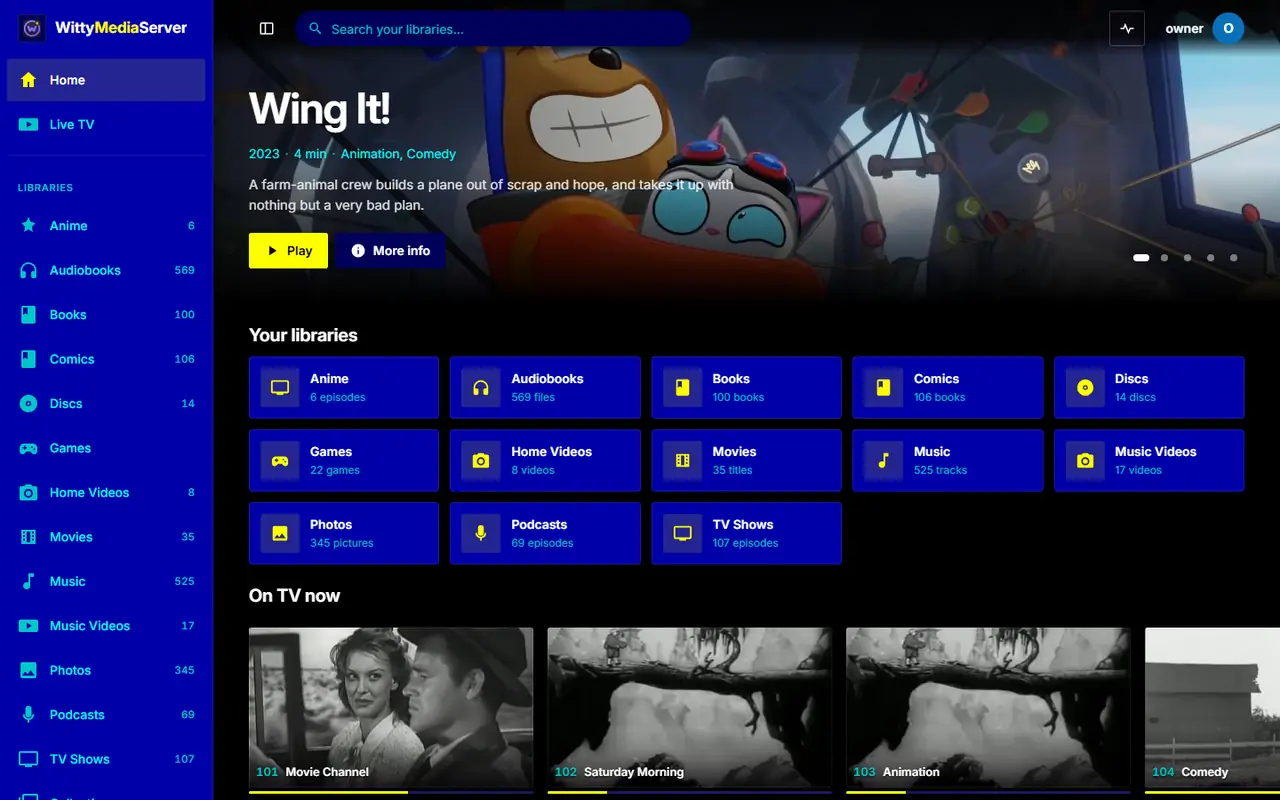 WittyMediaServer
Search your libraries...
owner
O
Home
Live TV
LIBRARIES
Anime 6
Audiobooks 569
Books 100
Comics 106
Discs 14
Games
Home Videos 8
Movies 35
Music 525
Music Videos 17
Photos 345
Podcasts 69
TV Shows 107
Wing It!
2023 · 4 min · Animation, Comedy
A farm-animal crew builds a plane out of scrap and hope, and takes it up with
nothing but a very bad plan.
Play
More info
Your libraries
Anime
6 episodes
Audiobooks
569 files
Books
100 books
Comics
106 books
Discs
14 discs
Games
22 games
Home Videos
8 videos
Movies
35 titles
Music
525 tracks
Music Videos
17 videos
Photos
345 pictures
Podcasts
69 episodes
TV Shows
107 episodes
On TV now
101 Movie Channel
102 Saturday Morning
103 Animation
104 Comedy